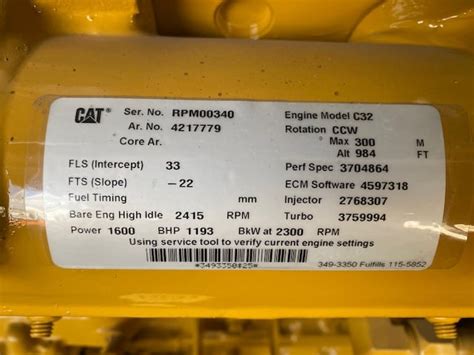 CAT Ser. No. RPM00340 Engine Model C32
Ar. No. 4217779 Rotation CCW
Core Ar. Max 300 M
Alt 984 FT
FLS (Intercept) 33 Perf Spec 3704864
FTS (Slope) -22 ECM Software 4597318
Fuel Timing mm Injector 2768307
Bare Eng High Idle 2415 RPM Turbo 3759994
Power 1600 BHP 1193 BkW at 2300 RPM
Using service tool to verify current engine settings
*3493350#25*
349-3350 Fulfills 115-5852